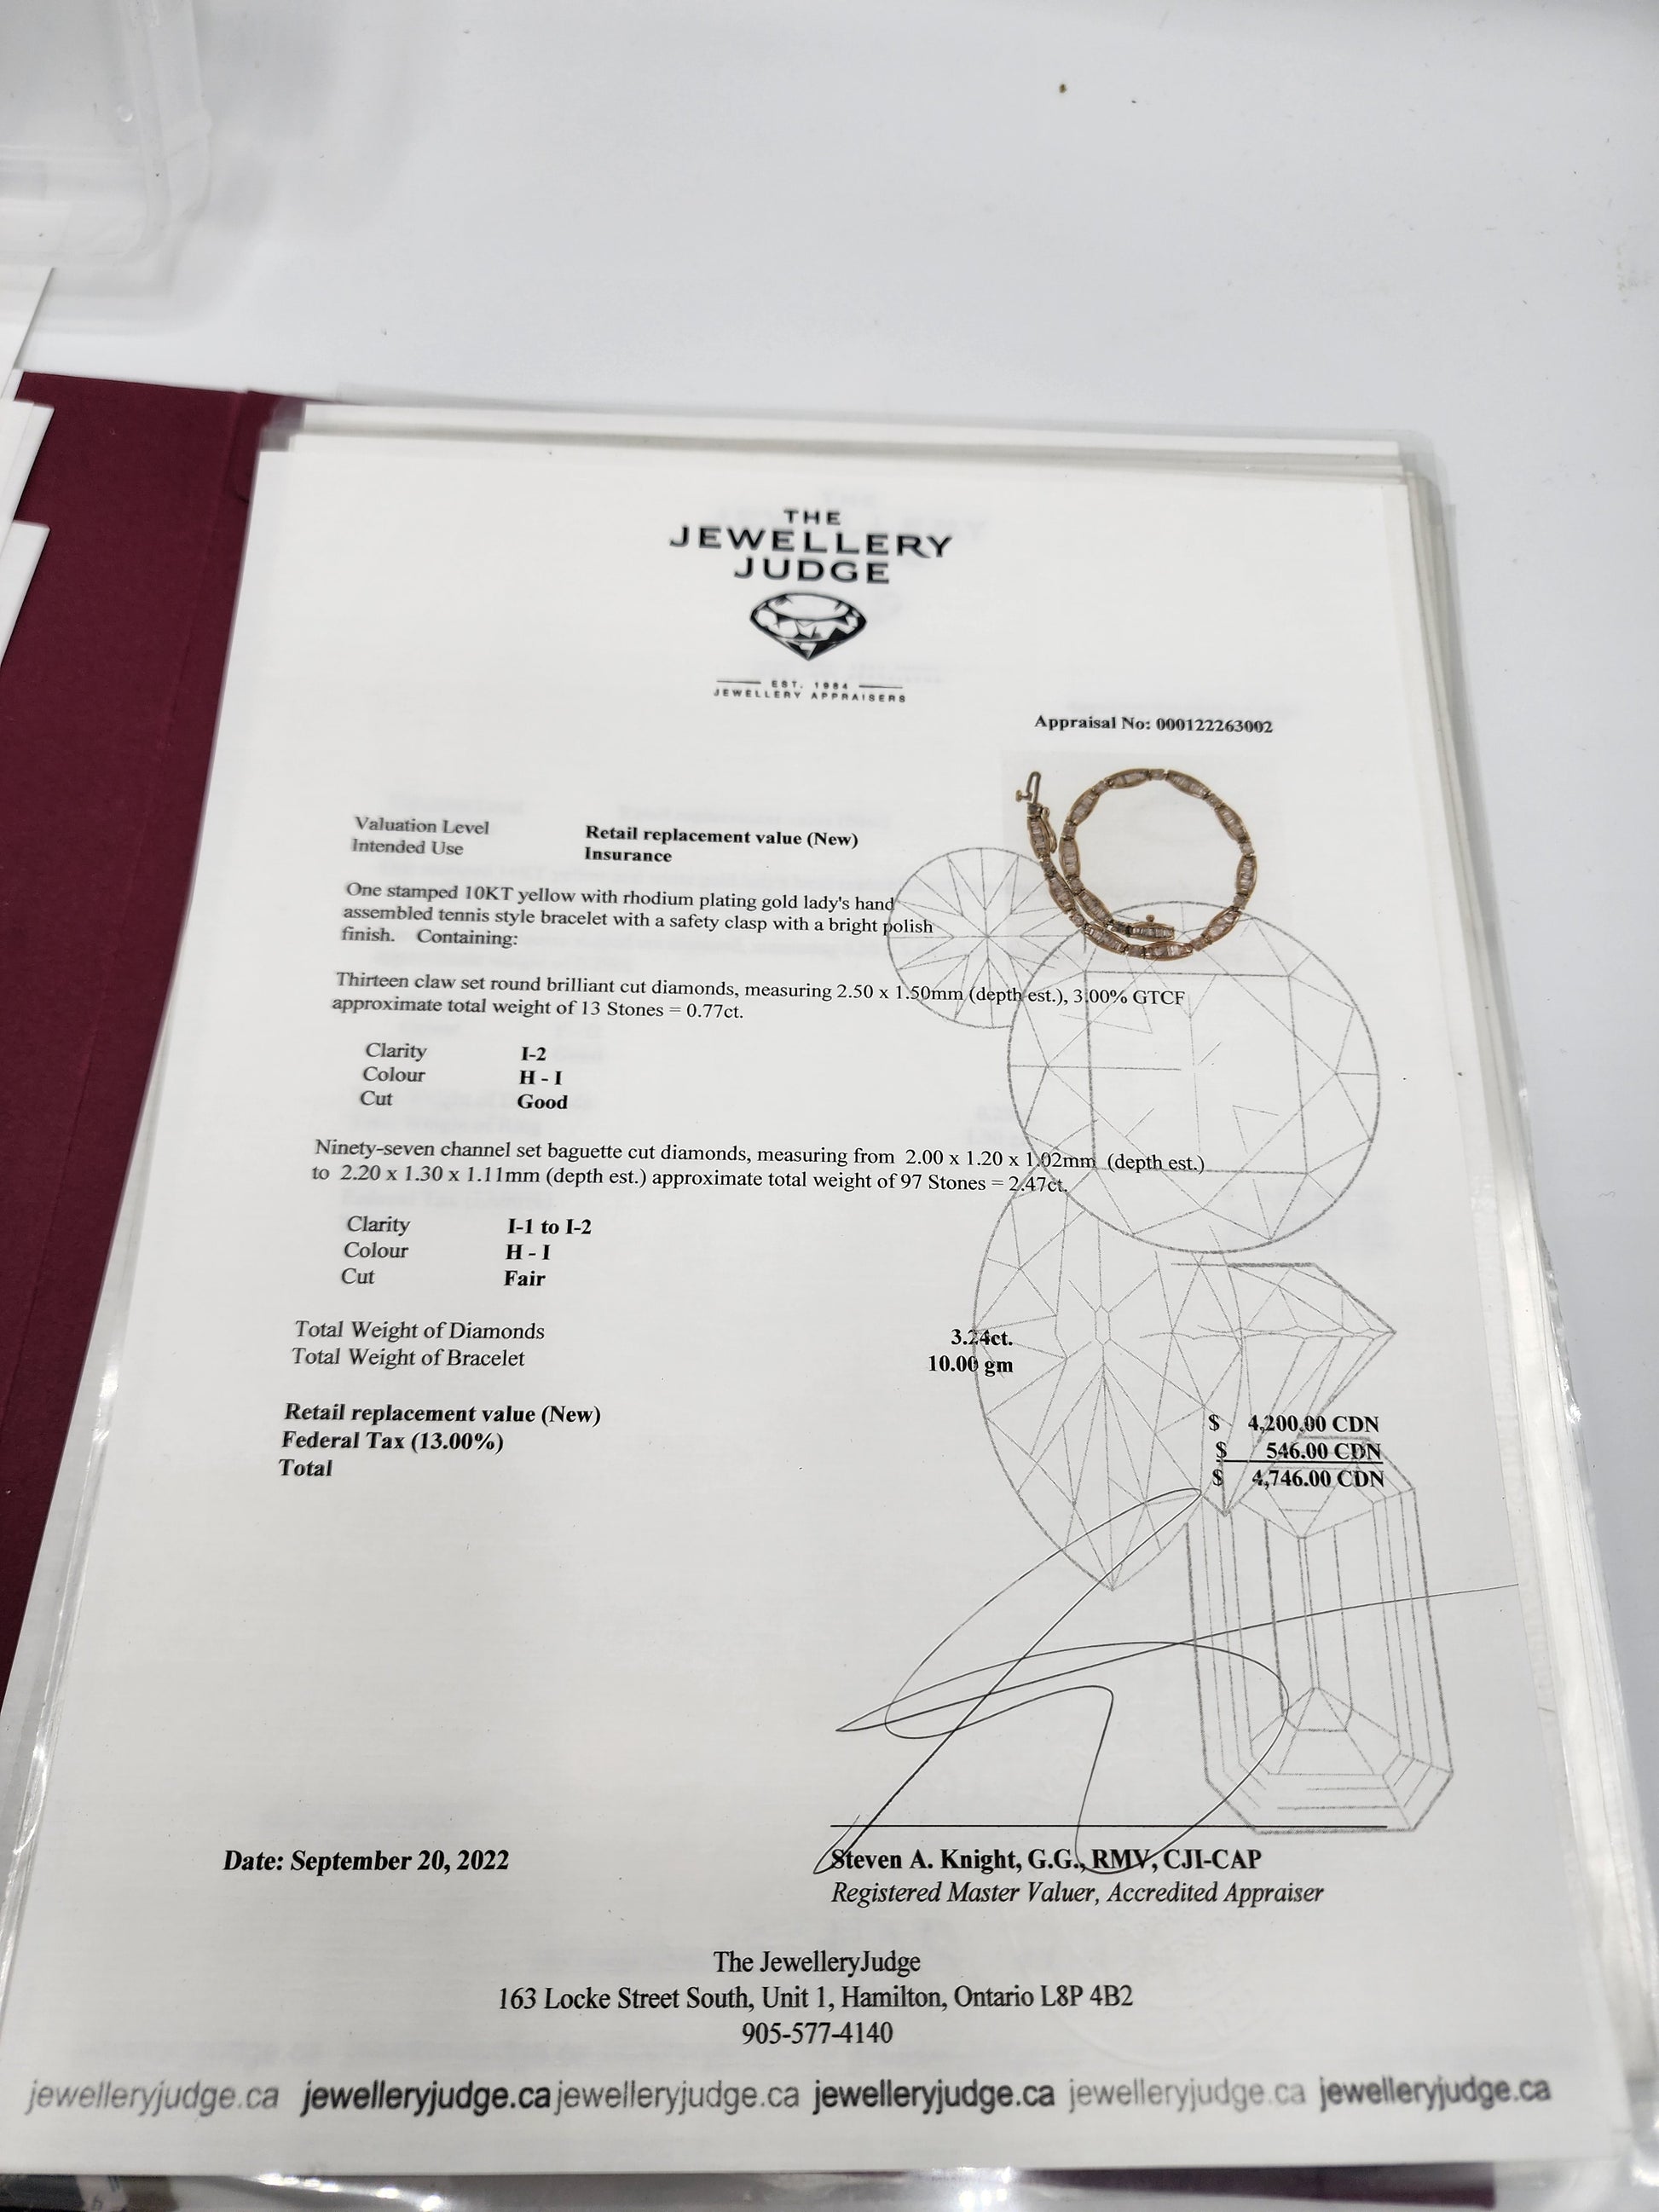 THE
JEWELLERY
JUDGE
EST. 1984
JEWELLERY APPRAISERS
Appraisal No: 000122263002
Valuation Level Retail replacement value (New)
Intended Use Insurance
One stamped 10KT yellow with rhodium plating gold lady's hand
assembled tennis style bracelet with a safety clasp with a bright polish
finish. Containing:
Thirteen claw set round brilliant cut diamonds, measuring 2.50 x 1.50mm (depth est.), 3.00% GTCF
approximate total weight of 13 Stones = 0.77ct.
Clarity I-2
Colour H - I
Cut Good
Ninety-seven channel set baguette cut diamonds, measuring from 2.00 x 1.20 x 1.02mm (depth est.)
to 2.20 x 1.30 x 1.11mm (depth est.) approximate total weight of 97 Stones = 2.47ct.
Clarity I-1 to I-2
Colour H - I
Cut Fair
Total Weight of Diamonds 3.24ct.
Total Weight of Bracelet 10.00 gm
Retail replacement value (New) $ 4,200.00 CDN
Federal Tax (13.00%) $ 546.00 CDN
Total $ 4,746.00 CDN
Date: September 20, 2022 Steven A. Knight, G.G., RMV, CJI-CAP
Registered Master Valuer, Accredited Appraiser
The JewelleryJudge
163 Locke Street South, Unit 1, Hamilton, Ontario L8P 4B2
905-577-4140
jewelleryjudge.ca jewelleryjudge.ca jewelleryjudge.ca jewelleryjudge.ca jewelleryjudge.ca jewelleryjudge.ca